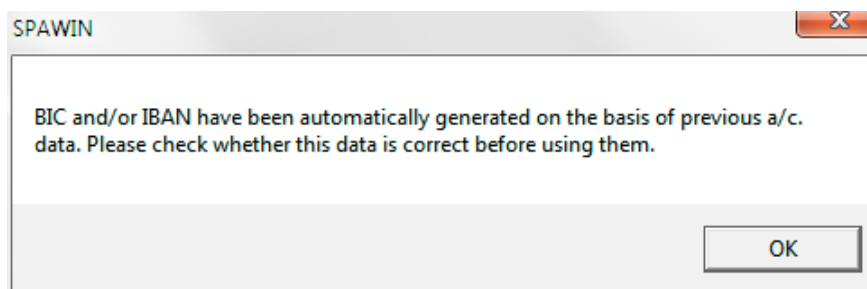 SPAWIN
BIC and/or IBAN have been automatically generated on the basis of previous a/c.
data. Please check whether this data is correct before using them.
OK